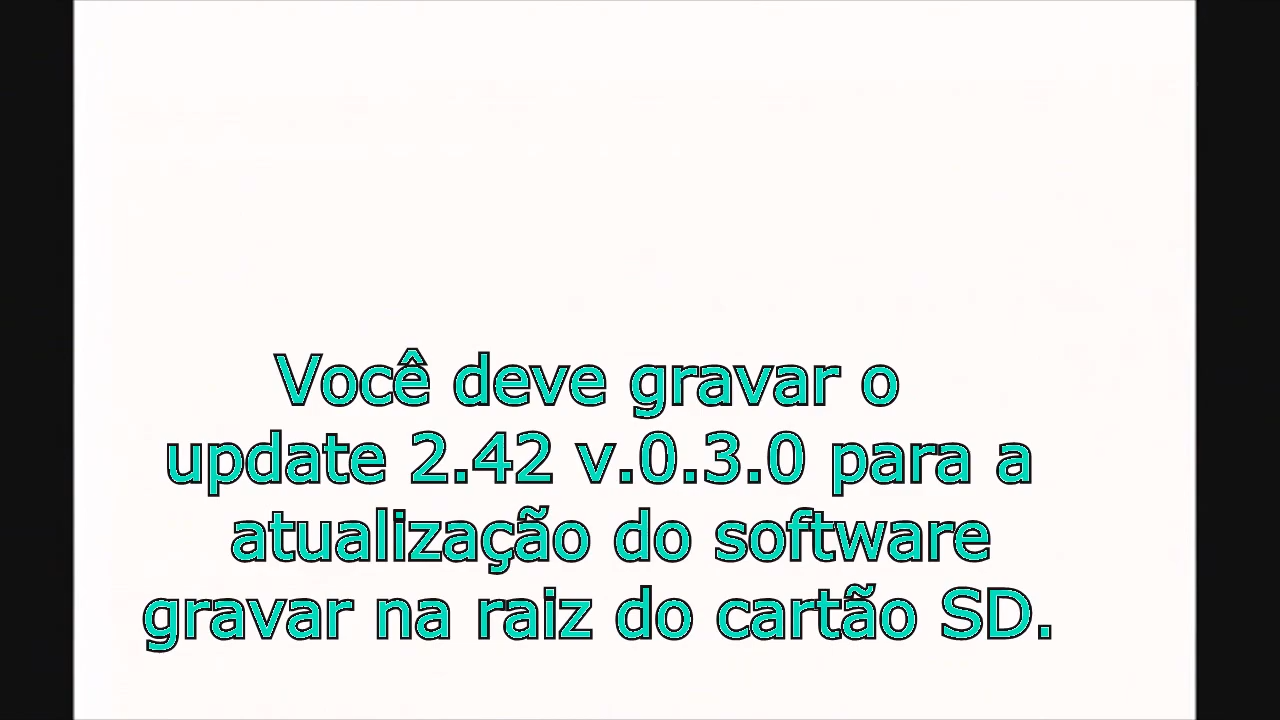 Você deve gravar o
update 2.42 v.0.3.0 para a
atualização do software
gravar na raiz do cartão SD.